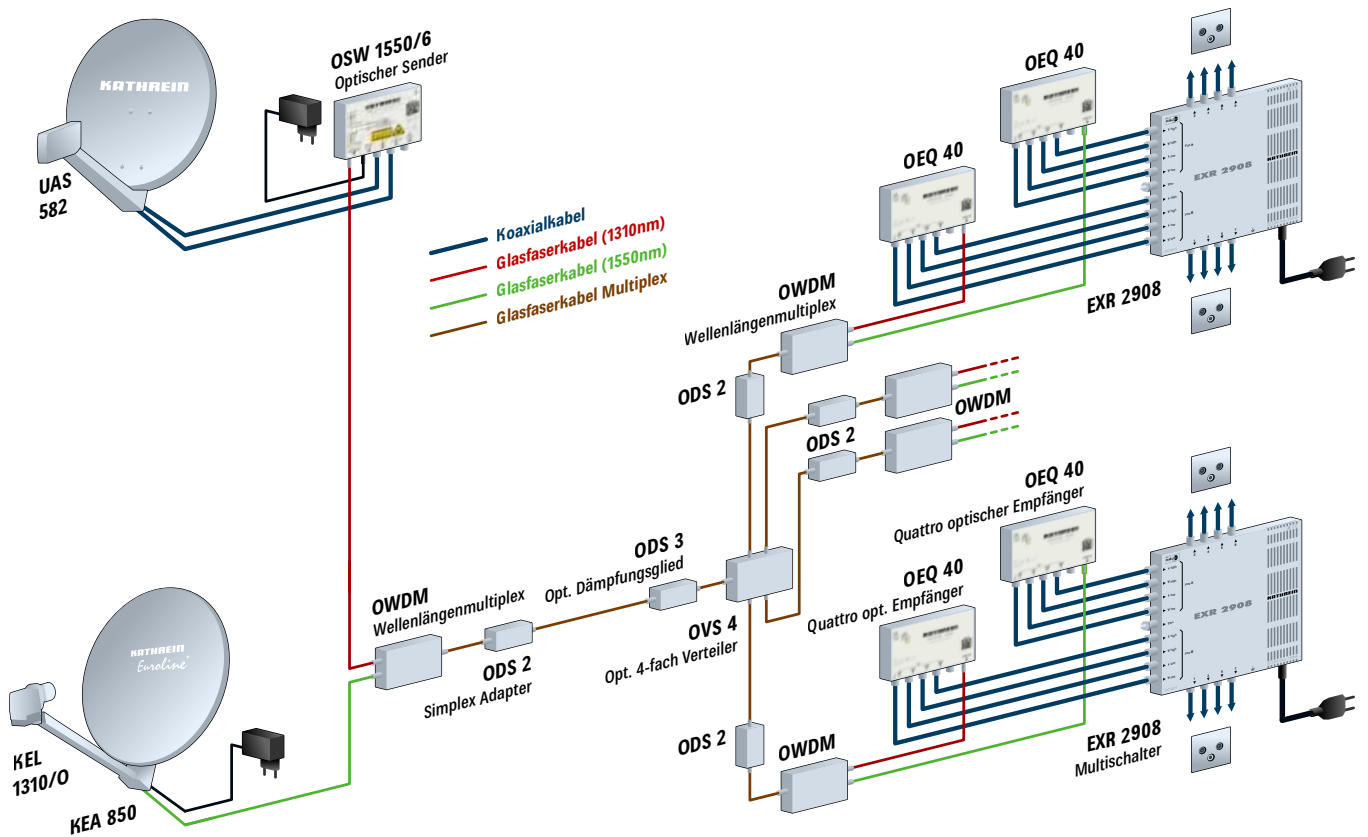 KATHREIN
UAS
582
OSW 1550/6
Optischer Sender
Koaxialkabel
Glasfaserkabel (1310nm)
Glasfaserkabel (1550nm)
Glasfaserkabel Multiplex
OEQ 40
OEQ 40
EXR 2908
KATHREIN
EXR 2908
OWDM
Wellenlängenmultiplex
ODS 2
OWDM
ODS 2
ODS 3
Opt. Dämpfungsglied
OWDM
Wellenlängenmultiplex
ODS 2
Simplex Adapter
OVS 4
Opt. 4-fach Verteiler
OEQ 40
Quattro optischer Empfänger
OEQ 40
Quattro opt. Empfänger
EXR 2908
KATHREIN
EXR 2908
Multischalter
ODS 2
OWDM
KATHREIN
Euroline
KEL
1310/O
KEA 850